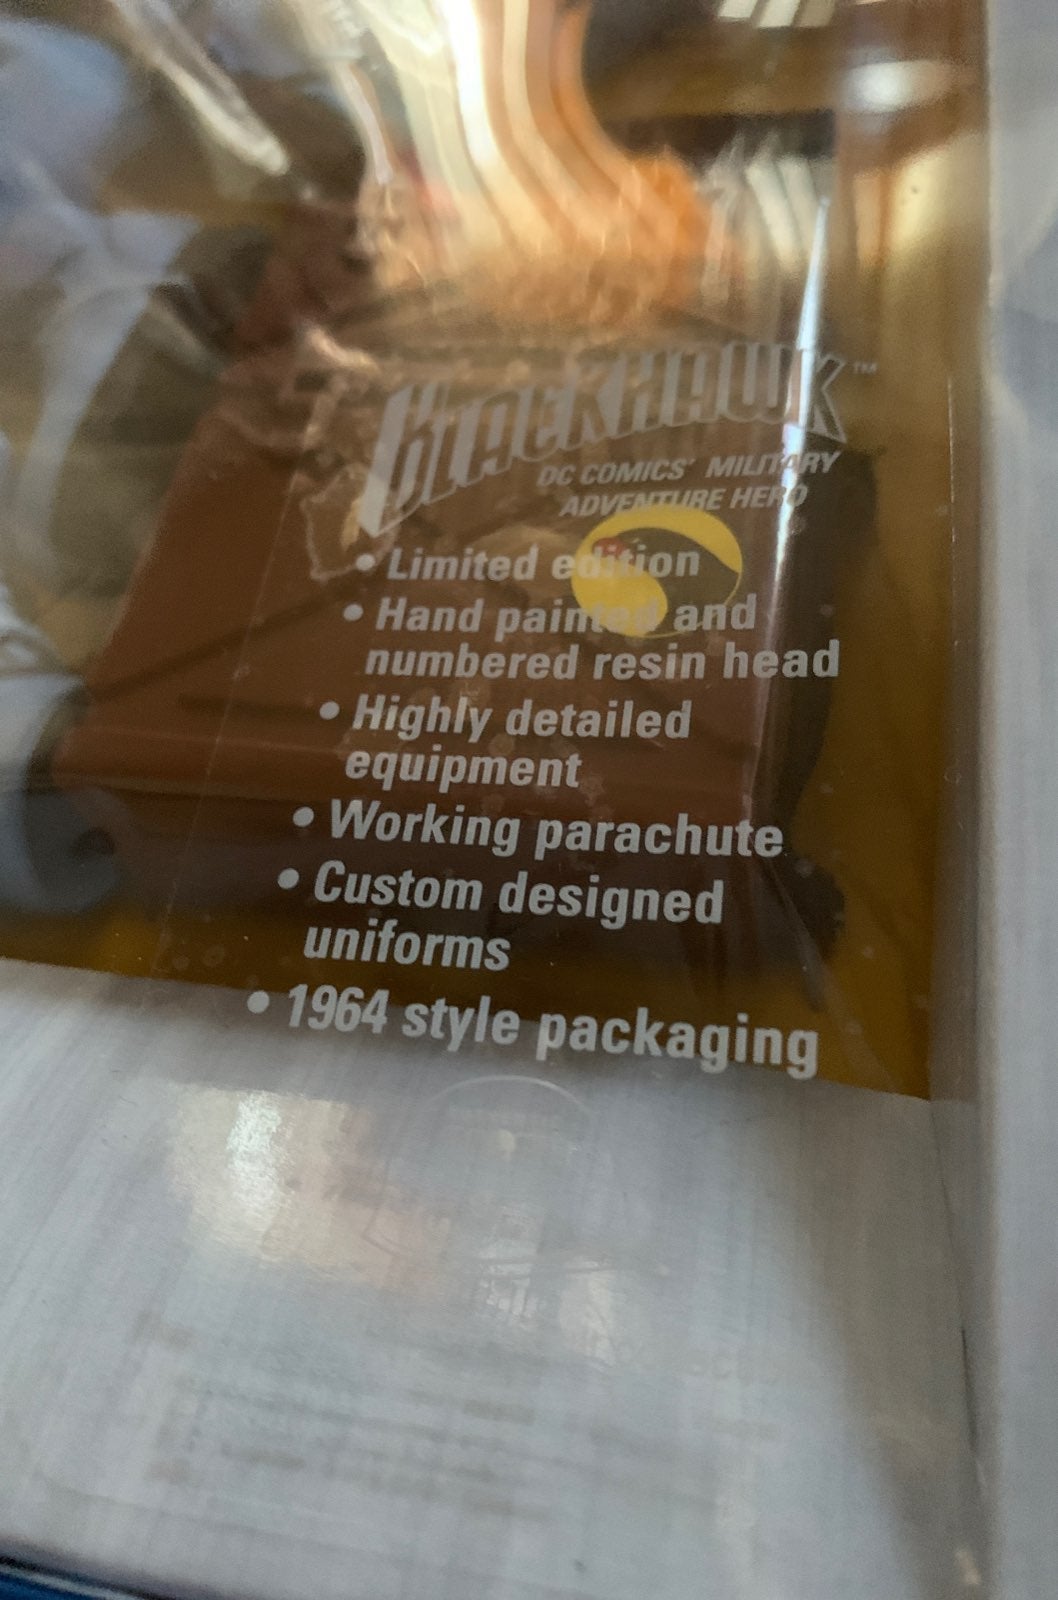 BLACKHAWK™
DC COMICS' MILITARY
ADVENTURE HERO
• Limited edition
• Hand painted and
numbered resin head
• Highly detailed
equipment
• Working parachute
• Custom designed
uniforms
• 1964 style packaging